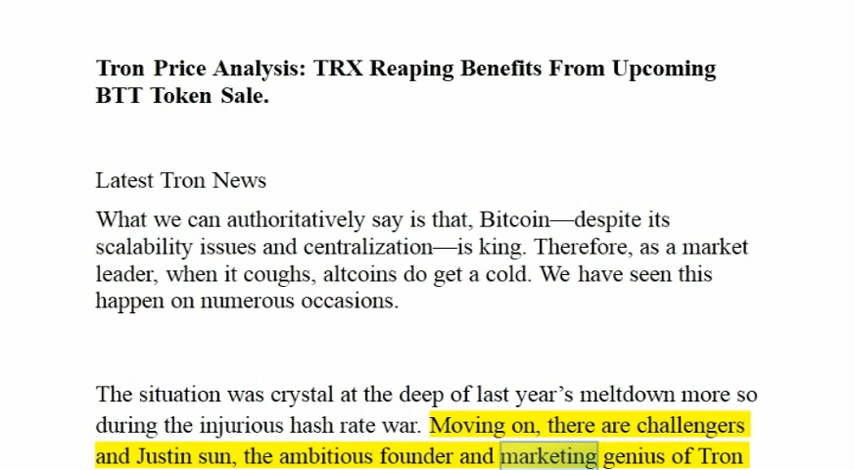 Tron Price Analysis: TRX Reaping Benefits From Upcoming
BTT Token Sale.
Latest Tron News
What we can authoritatively say is that, Bitcoin—despite its
scalability issues and centralization—is king. Therefore, as a market
leader, when it coughs, altcoins do get a cold. We have seen this
happen on numerous occasions.
The situation was crystal at the deep of last year’s meltdown more so
during the injurious hash rate war. Moving on, there are challengers
and Justin sun, the ambitious founder and marketing genius of Tron